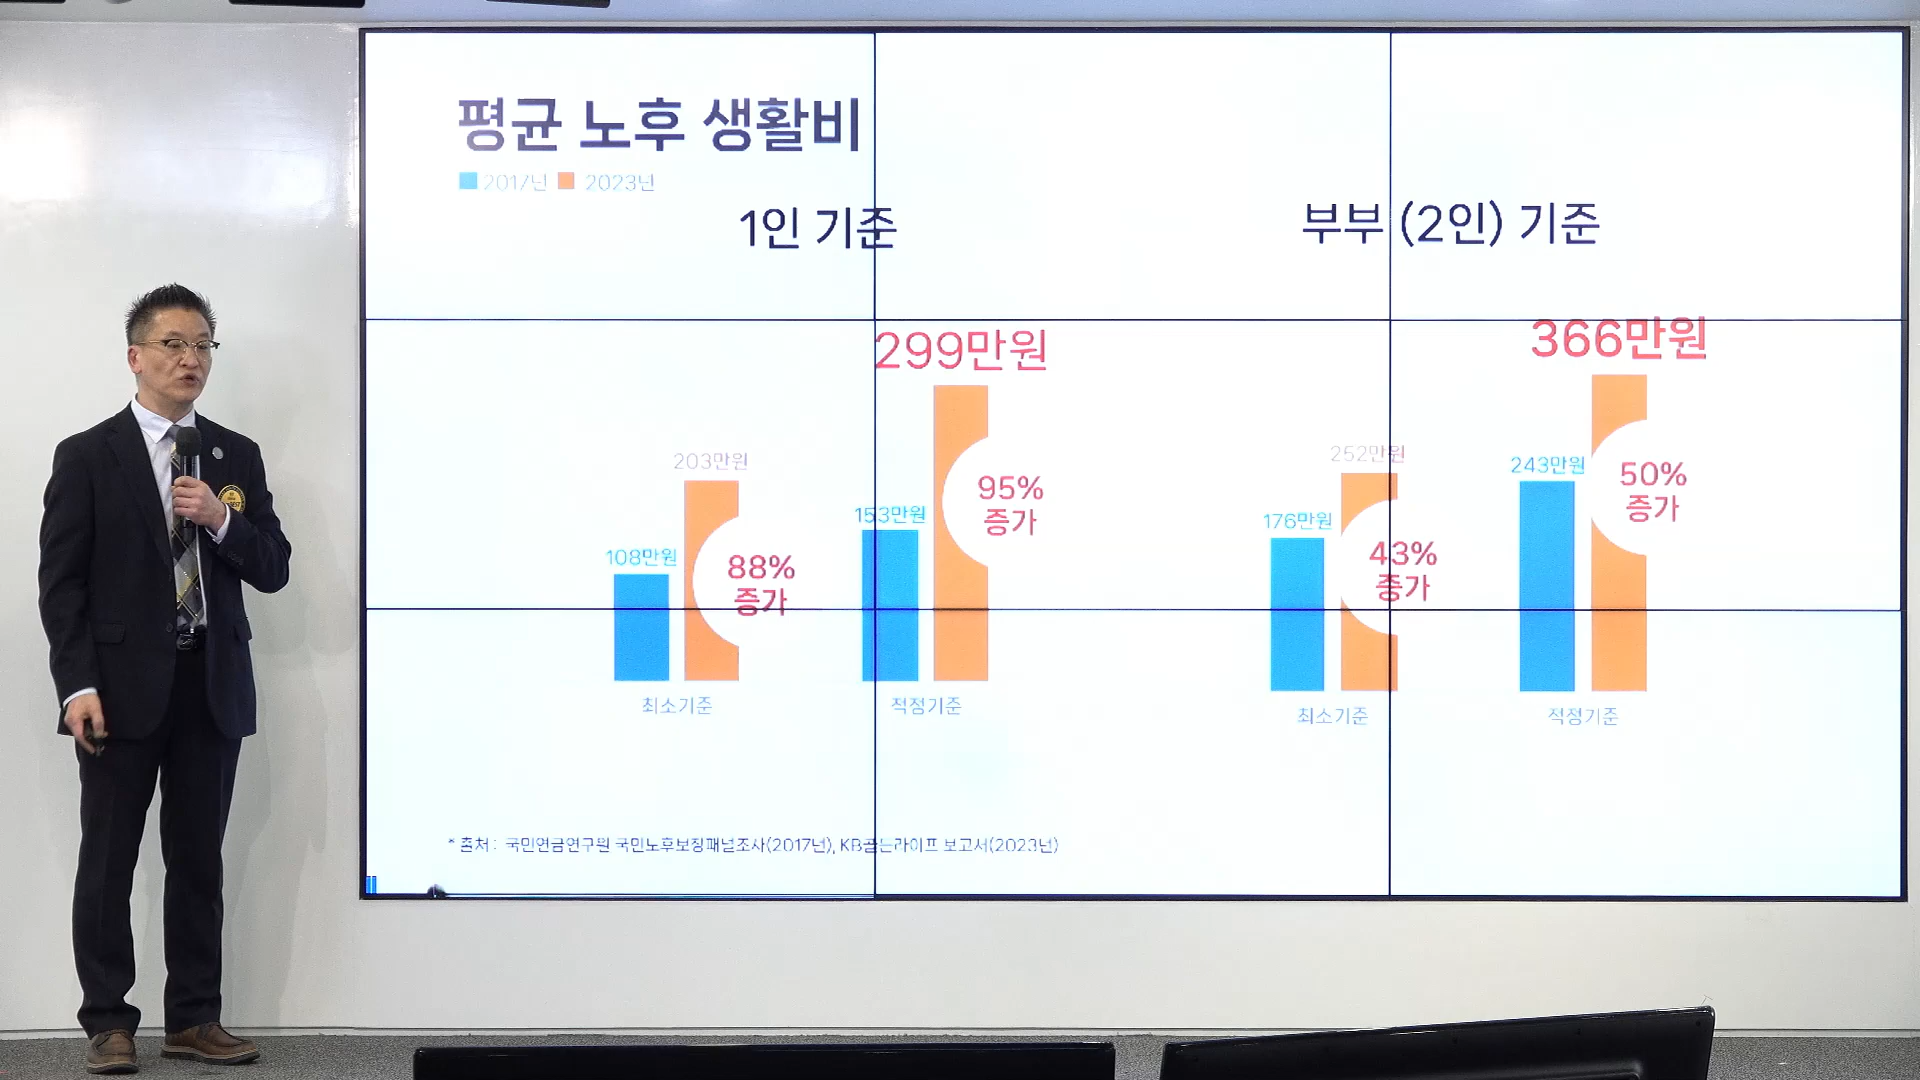 평균 노후 생활비
2017년 2023년
1인 기준
부부 (2인) 기준
299만원
366만원
203만원
252만원
243만원
95%
증가
50%
증가
153만원
176만원
108만원
88%
증가
43%
증가
최소기준
적정기준
최소기준
적정기준
* 출처 : 국민연금연구원 국민노후보장패널조사(2017년), KB골든라이프 보고서(2023년)